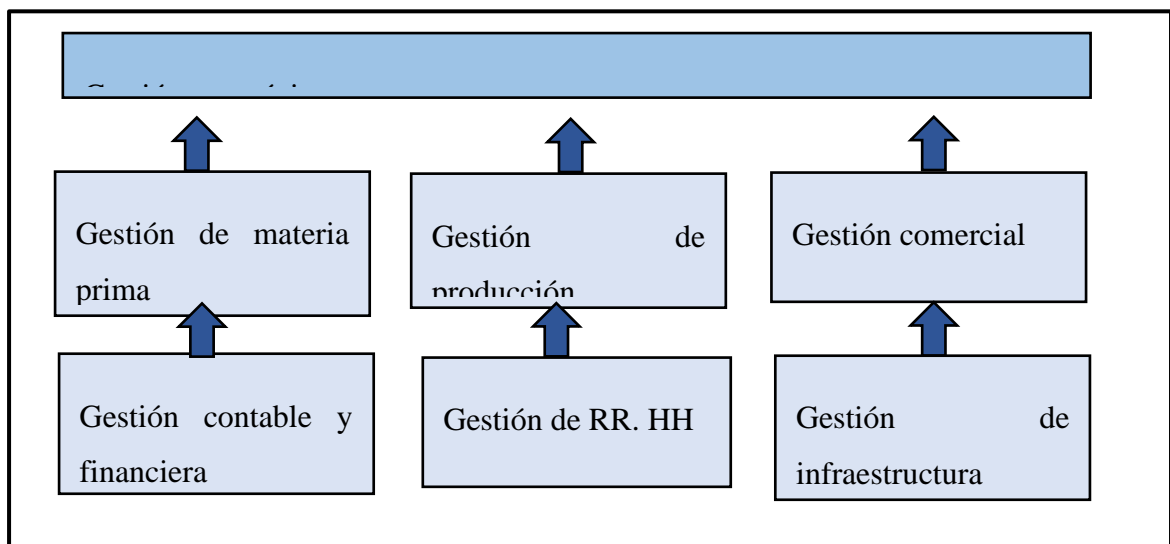 Gestión de materia
prima
Gestión de
producción
Gestión comercial
Gestión contable y
financiera
Gestión de RR. HH
Gestión de
infraestructura